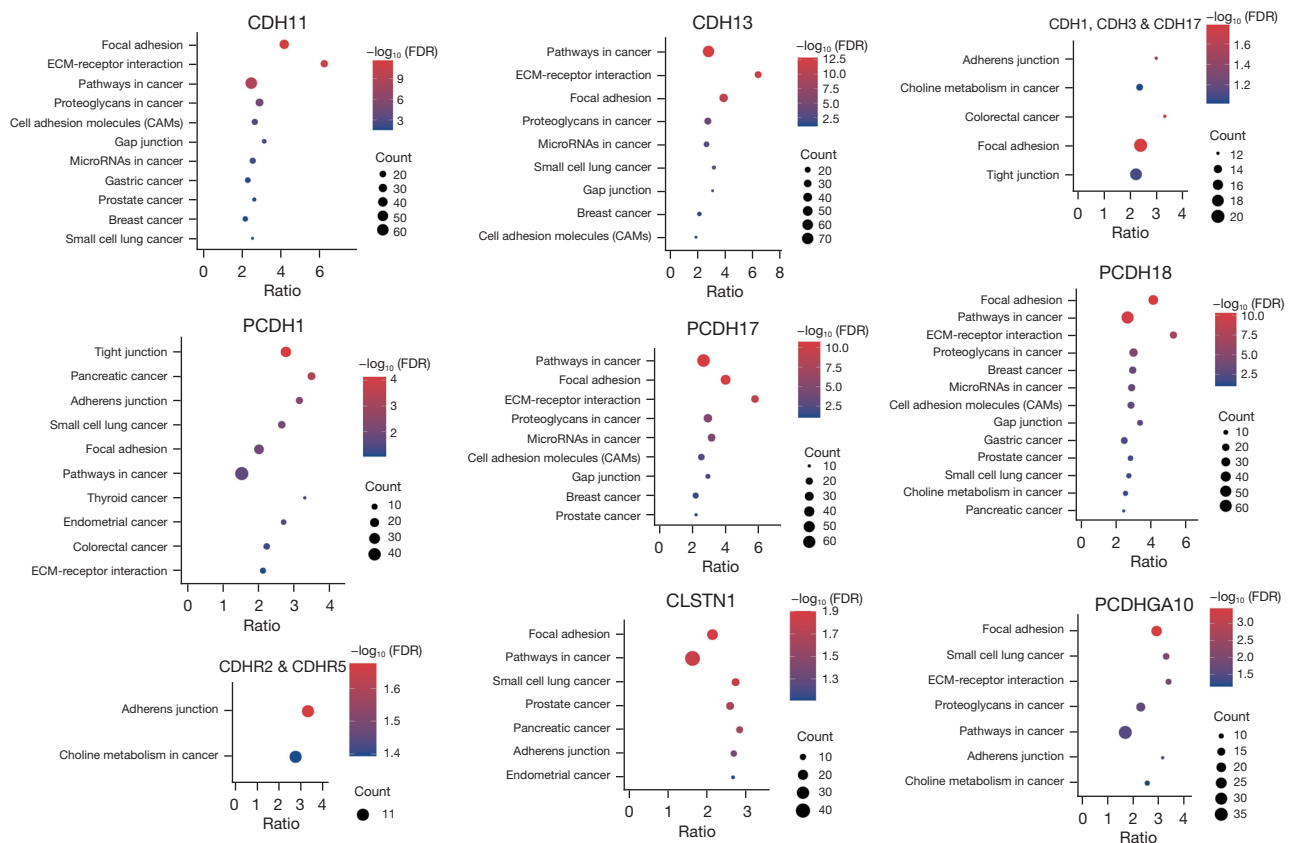 CDH11
Focal adhesion
ECM-receptor interaction
Pathways in cancer
Proteoglycans in cancer
Cell adhesion molecules (CAMs)
Gap junction
MicroRNAs in cancer
Gastric cancer
Prostate cancer
Breast cancer
Small cell lung cancer
0 2 4 6
Ratio
−log₁₀ (FDR)
9
6
3
Count
20
30
40
50
60
CDH13
Pathways in cancer
ECM-receptor interaction
Focal adhesion
Proteoglycans in cancer
MicroRNAs in cancer
Small cell lung cancer
Gap junction
Breast cancer
Cell adhesion molecules (CAMs)
0 2 4 6 8
Ratio
−log₁₀ (FDR)
12.5
10.0
7.5
5.0
2.5
Count
20
30
40
50
60
70
CDH1, CDH3 & CDH17
Adherens junction
Choline metabolism in cancer
Colorectal cancer
Focal adhesion
Tight junction
0 1 2 3 4
Ratio
−log₁₀ (FDR)
1.6
1.4
1.2
Count
12
14
16
18
20
PCDH1
Tight junction
Pancreatic cancer
Adherens junction
Small cell lung cancer
Focal adhesion
Pathways in cancer
Thyroid cancer
Endometrial cancer
Colorectal cancer
ECM-receptor interaction
0 1 2 3 4
Ratio
−log₁₀ (FDR)
4
3
2
Count
10
20
30
40
PCDH17
Pathways in cancer
Focal adhesion
ECM-receptor interaction
Proteoglycans in cancer
MicroRNAs in cancer
Cell adhesion molecules (CAMs)
Gap junction
Breast cancer
Prostate cancer
0 2 4 6
Ratio
−log₁₀ (FDR)
10.0
7.5
5.0
2.5
Count
10
20
30
40
50
60
PCDH18
Focal adhesion
Pathways in cancer
ECM-receptor interaction
Proteoglycans in cancer
Breast cancer
MicroRNAs in cancer
Cell adhesion molecules (CAMs)
Gap junction
Gastric cancer
Prostate cancer
Small cell lung cancer
Choline metabolism in cancer
Pancreatic cancer
0 2 4 6
Ratio
−log₁₀ (FDR)
10.0
7.5
5.0
2.5
Count
10
20
30
40
50
60
CDHR2 & CDHR5
Adherens junction
Choline metabolism in cancer
0 1 2 3 4
Ratio
−log₁₀ (FDR)
1.6
1.5
1.4
Count
11
CLSTN1
Focal adhesion
Pathways in cancer
Small cell lung cancer
Prostate cancer
Pancreatic cancer
Adherens junction
Endometrial cancer
0 1 2 3
Ratio
−log₁₀ (FDR)
1.9
1.7
1.5
1.3
Count
10
20
30
40
PCDHGA10
Focal adhesion
Small cell lung cancer
ECM-receptor interaction
Proteoglycans in cancer
Pathways in cancer
Adherens junction
Choline metabolism in cancer
0 1 2 3 4
Ratio
−log₁₀ (FDR)
3.0
2.5
2.0
1.5
Count
10
15
20
25
30
35